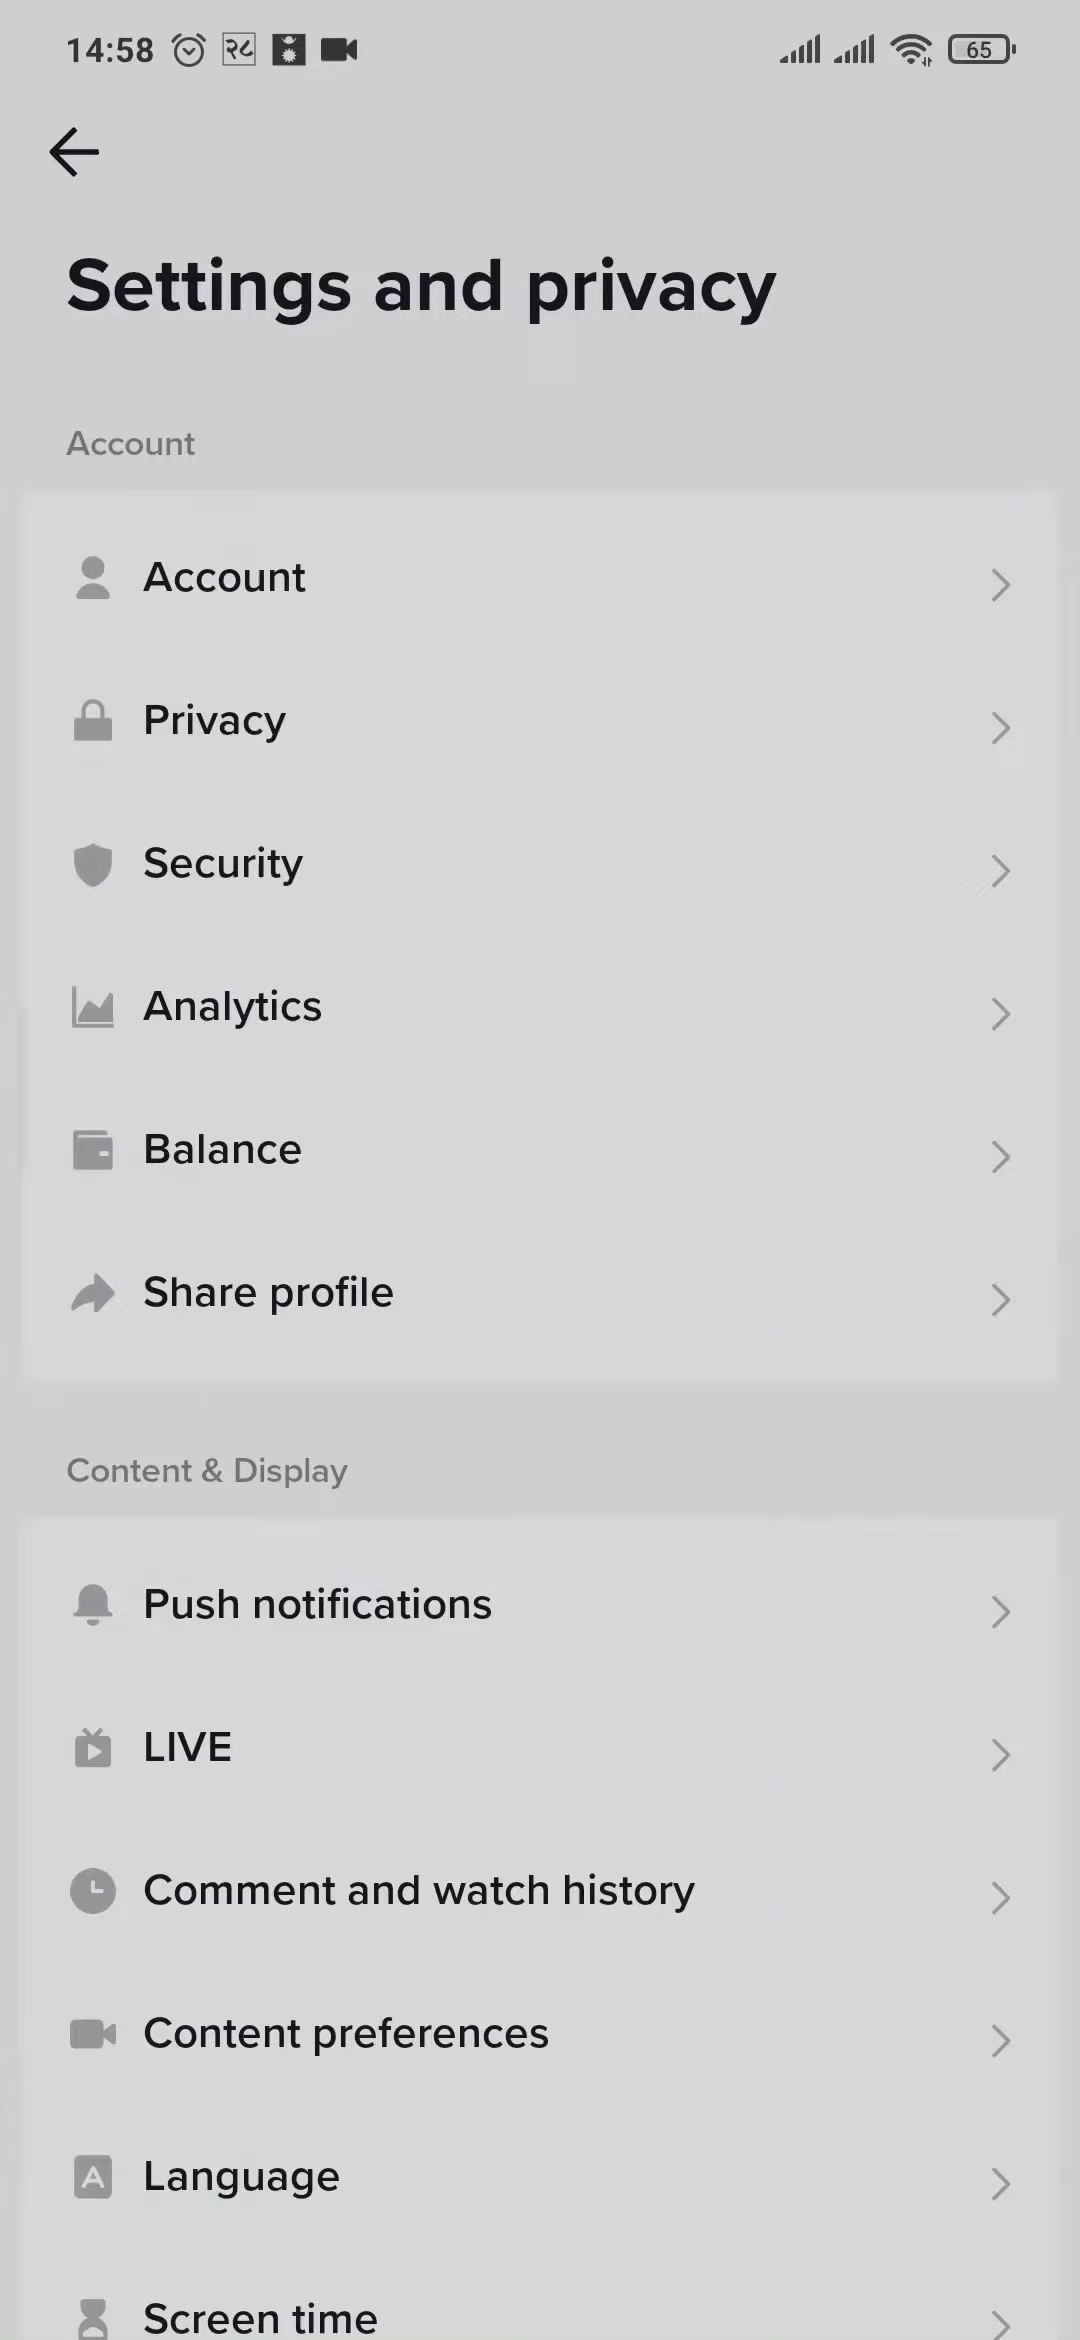 14:58 २८ 65
Settings and privacy
Account
Account
Privacy
Security
Analytics
Balance
Share profile
Content & Display
Push notifications
LIVE
Comment and watch history
Content preferences
A Language
Screen time